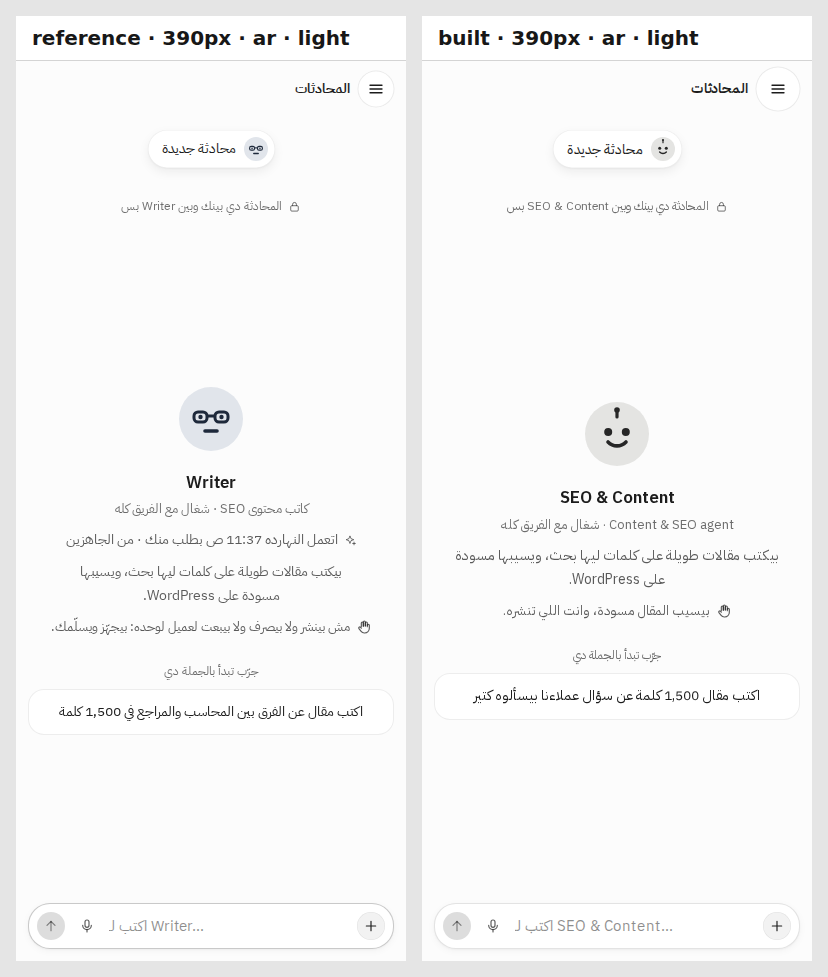 reference · 390px · ar · light
المحادثات
محادثة جديدة
المحادثة دي بينك وبين Writer بس
Writer
كاتب محتوى SEO · شغال مع الفريق كله
اتعمل النهارده 11:37 ص بطلب منك · من الجاهزين
بيكتب مقالات طويلة على كلمات ليها بحث، ويسيبها
مسودة على WordPress.
مش بينشر ولا بيصرف ولا بيبعت لعميل لوحده: بيجهّز ويسلّمك.
جرّب تبدأ بالجملة دي
اكتب مقال عن الفرق بين المحاسب والمراجع في 1,500 كلمة
اكتب لـ Writer...
built · 390px · ar · light
المحادثات
محادثة جديدة
المحادثة دي بينك وبين SEO & Content بس
SEO & Content
Content & SEO agent · شغال مع الفريق كله
بيكتب مقالات طويلة على كلمات ليها بحث، ويسيبها مسودة
على WordPress.
بيسيب المقال مسودة، وانت اللي تنشره.
جرّب تبدأ بالجملة دي
اكتب مقال 1,500 كلمة عن سؤال عملاءنا بيسألوه كتير
اكتب لـ SEO & Content...